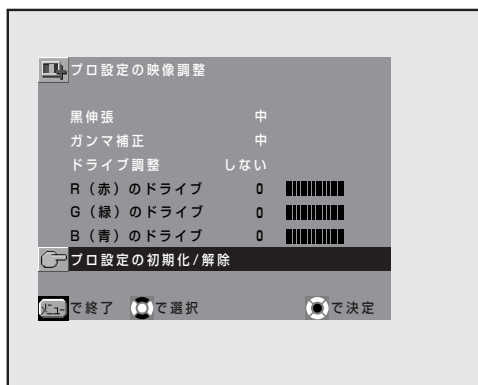 プロ設定の映像調整
黒伸張 中
ガンマ補正 中
ドライブ調整 しない
R（赤）のドライブ 0
G（緑）のドライブ 0
B（青）のドライブ 0
プロ設定の初期化/解除
メニューで終了 で選択 で決定